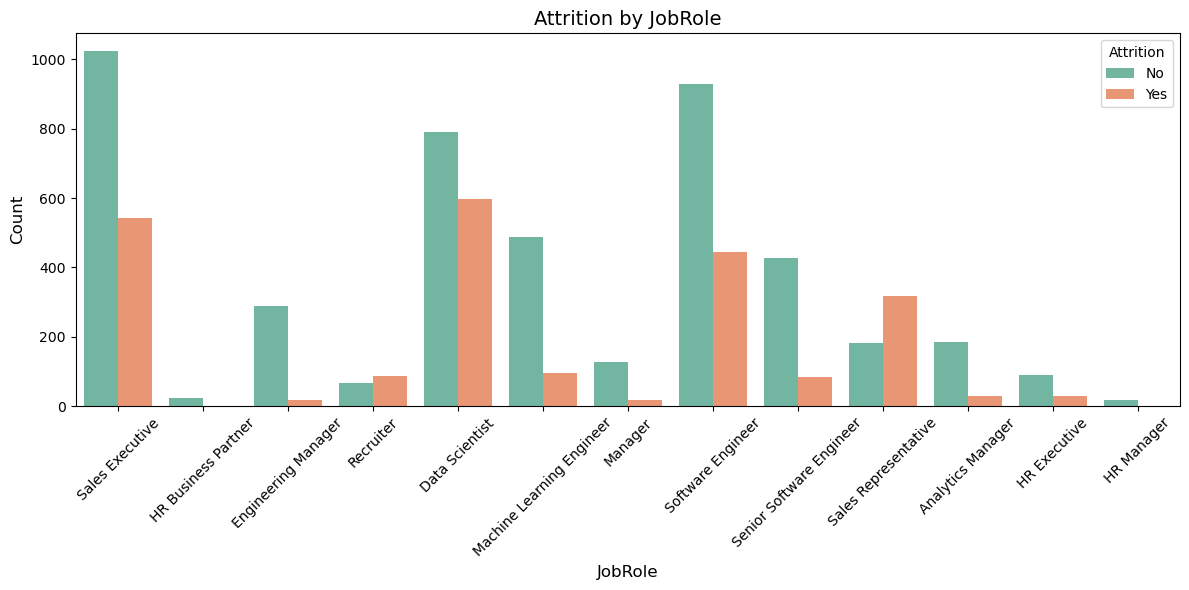 Attrition by JobRole
Attrition
No
Yes
Count
1000
800
600
400
200
0
Sales Executive
HR Business Partner
Engineering Manager
Recruiter
Data Scientist
Machine Learning Engineer
Manager
Software Engineer
Senior Software Engineer
Sales Representative
Analytics Manager
HR Executive
HR Manager
JobRole